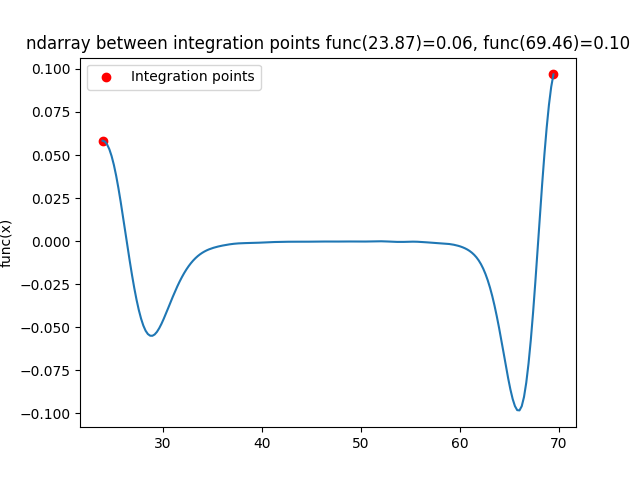 ndarray between integration points func(23.87)=0.06, func(69.46)=0.10
Integration points
func(x)
0.100
0.075
0.050
0.025
0.000
−0.025
−0.050
−0.075
−0.100
30 40 50 60 70